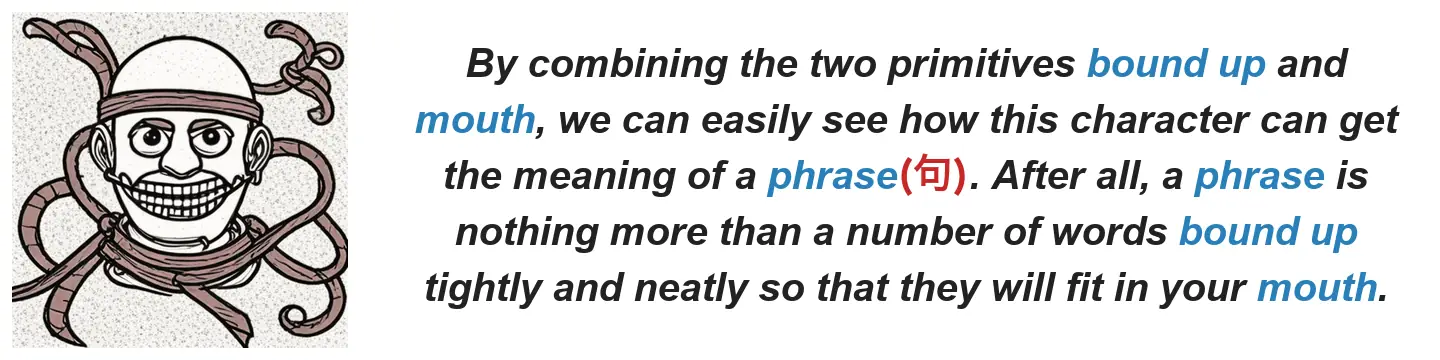 By combining the two primitives bound up and
mouth, we can easily see how this character can get
the meaning of a phrase(句). After all, a phrase is
nothing more than a number of words bound up
tightly and neatly so that they will fit in your mouth.